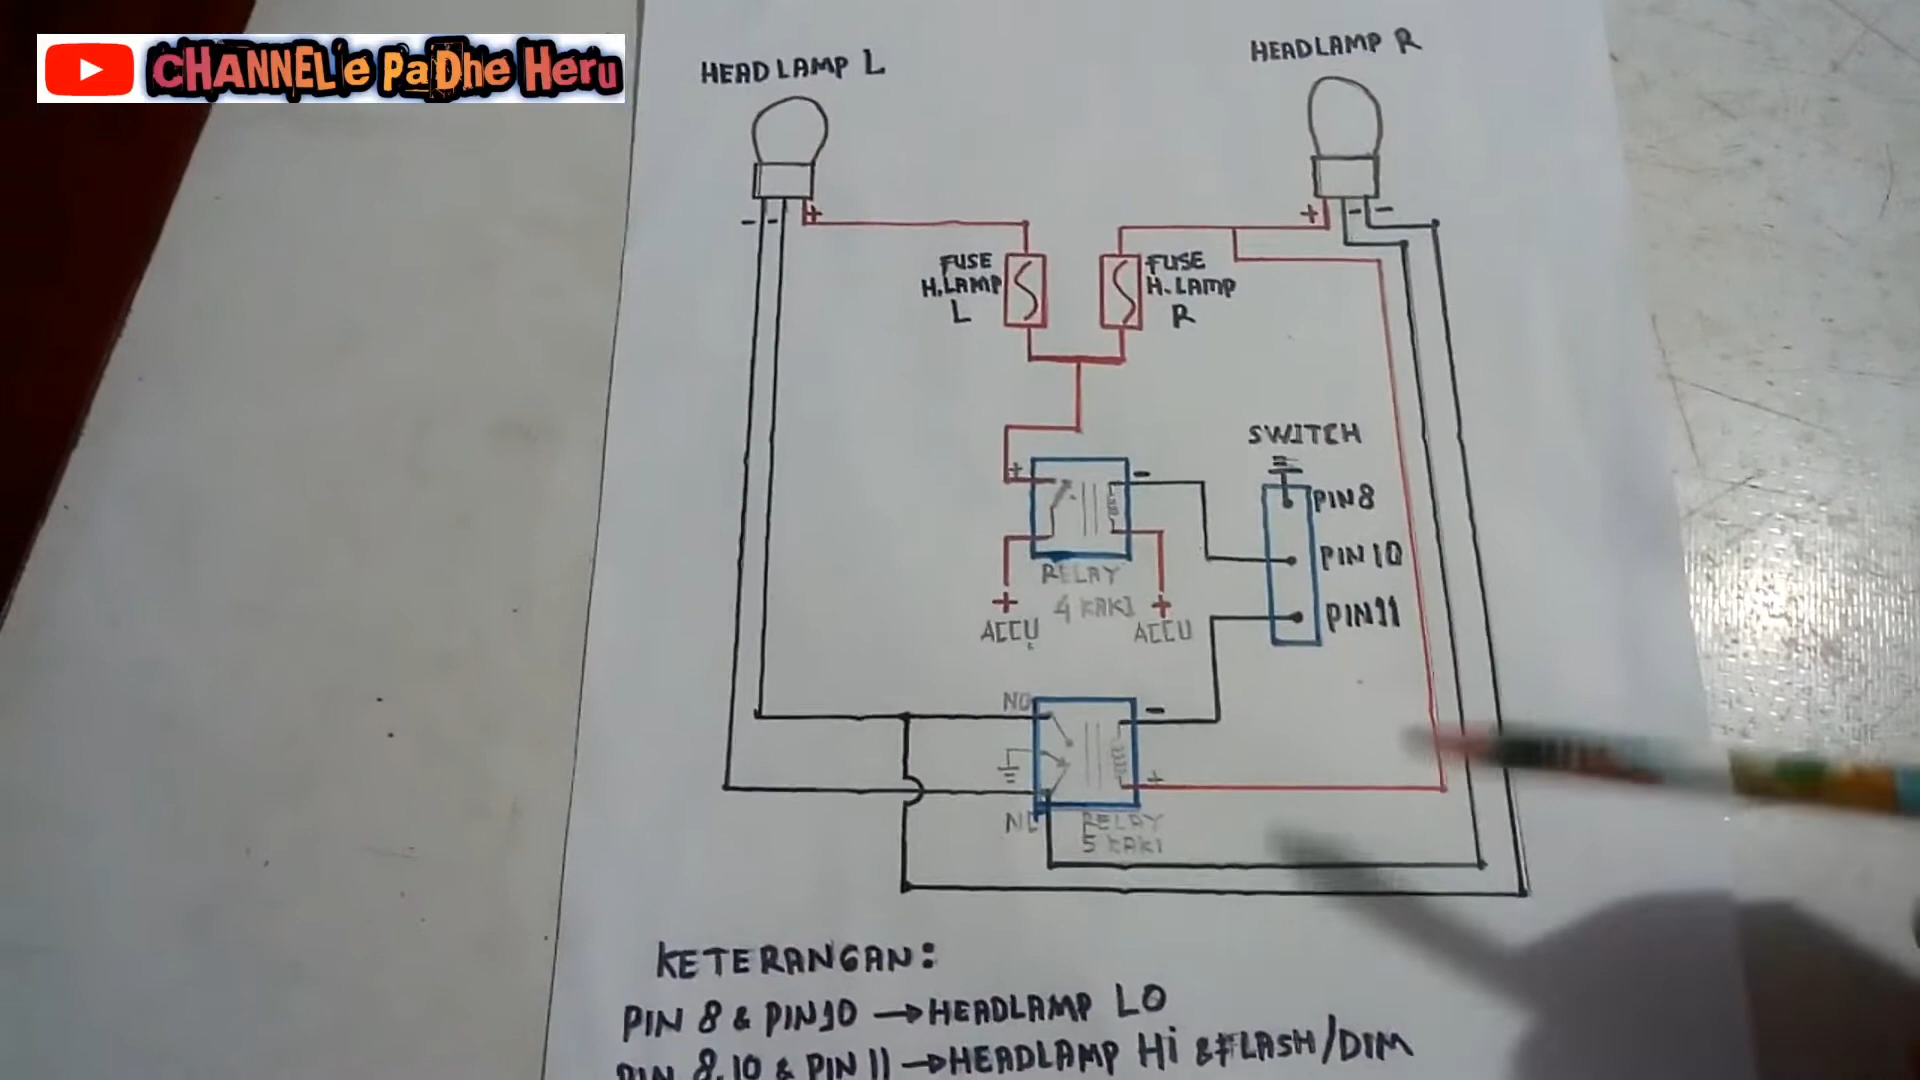 CHANNEL e PaDhe Heru
HEADLAMP L
HEADLAMP R
+
- -
+
- -
FUSE
H.LAMP
L
FUSE
H.LAMP
R
SWITCH
PIN 8
PIN 10
PIN 11
+
-
RELAY
4 KAKI
+
ACCU
+
ACCU
NO
-
+
NC
RELAY
5 KAKI
KETERANGAN:
PIN 8 & PIN 10 → HEADLAMP LO
PIN 8, 10 & PIN 11 → HEADLAMP Hi & FLASH/DIM